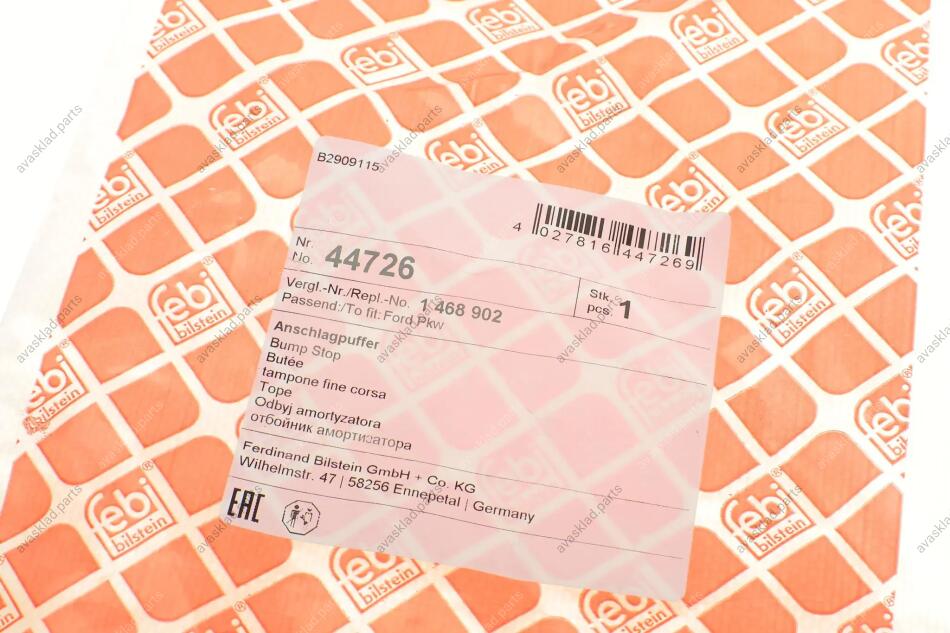 B2909115
4 027816 447269
Nr.
No. 44726
Vergl.-Nr./Repl.-No. 1 468 902
Passend:/To fit: Ford Pkw
Stk.
pcs. 1
Anschlagpuffer
Bump Stop
Butée
tampone fine corsa
Tope
Odbyj amortyzatora
отбойник амортизатора
Ferdinand Bilstein GmbH + Co. KG
Wilhelmstr. 47 | 58256 Ennepetal | Germany
EAC
febi
bilstein
avasklad.parts